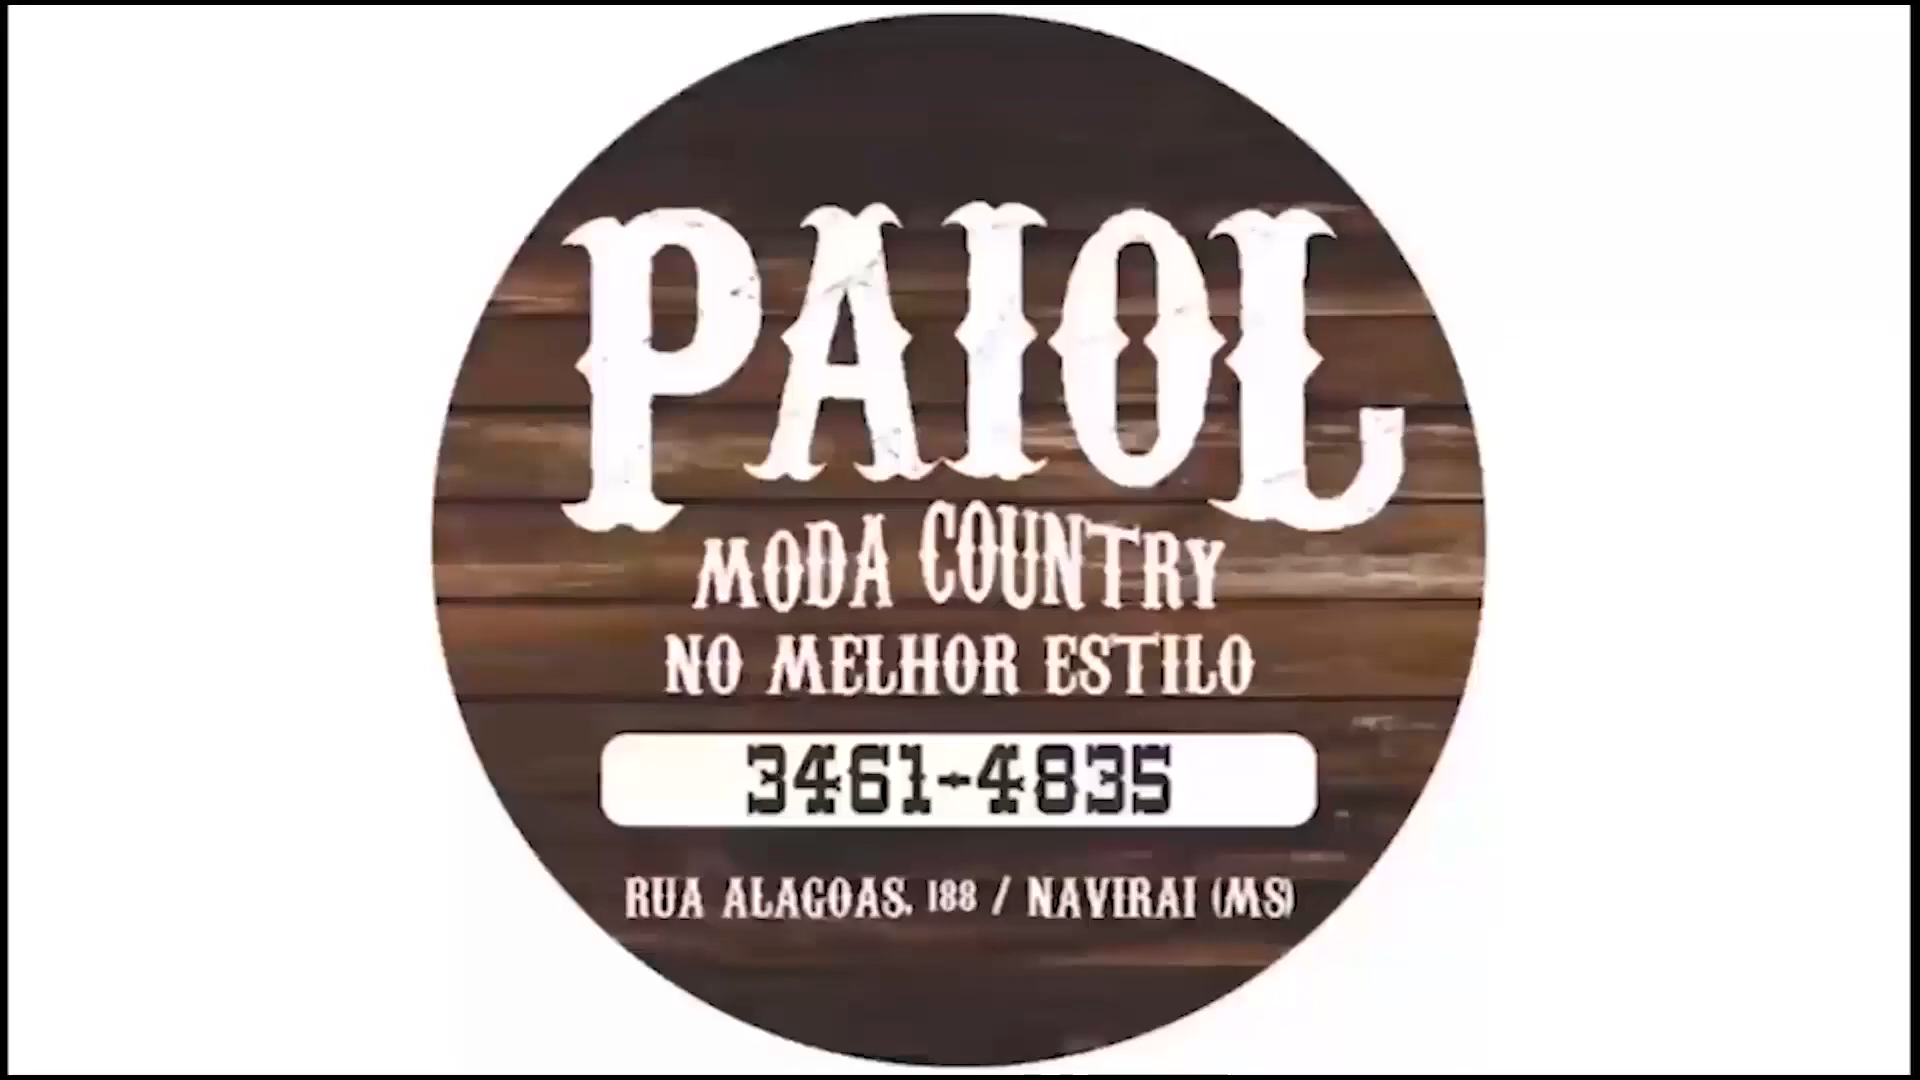 PAIOL
MODA COUNTRY
NO MELHOR ESTILO
3461-4835
RUA ALAGOAS, 188 / NAVIRAI (MS)